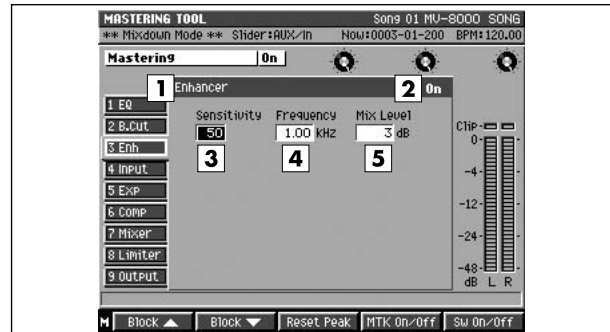 MASTERING TOOL Song 01 MV-8000 SONG
** Mixdown Mode ** Slider:AUX/In Now:0003-01-200 BPM:120.00
Mastering On
1 Enhancer 2 On
1 EQ
2 B.Cut
3 Enh
4 Input
5 Exp
6 Comp
7 Mixer
8 Limiter
9 Output
Sensitivity Frequency Mix Level
50 1.00 kHz 3 dB
3 4 5
Clip
0
-4
-12
-24
-48
dB L R
M Block ▲ Block ▼ Reset Peak MTK On/Off Sw On/Off